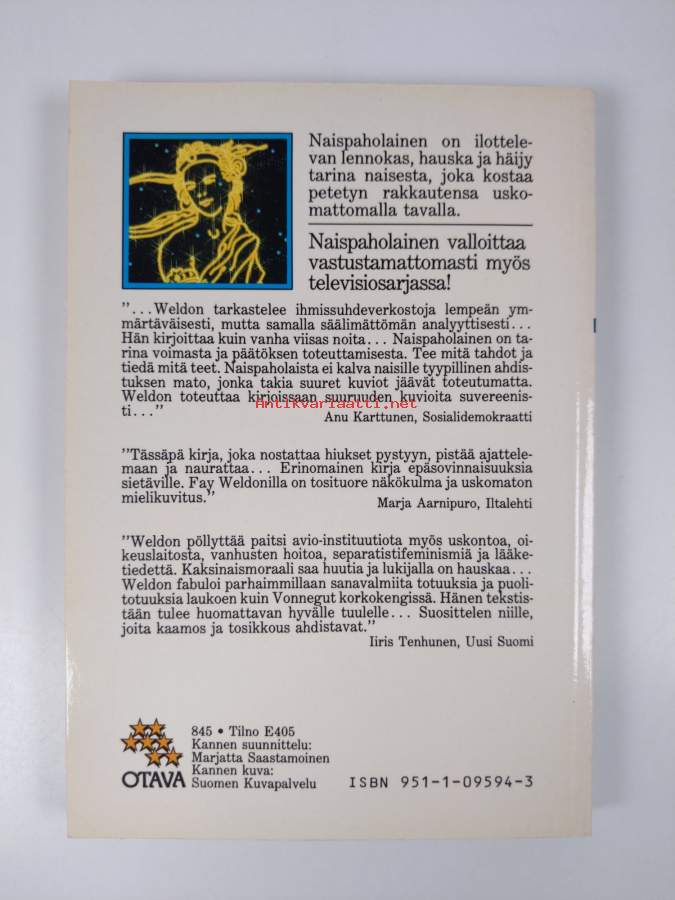 Naispaholainen on ilottele-
van lennokas, hauska ja häijy
tarina naisesta, joka kostaa
petetyn rakkautensa usko-
mattomalla tavalla.
Naispaholainen valloittaa
vastustamattomasti myös
televisiosarjassa!
"...Weldon tarkastelee ihmissuhdeverkostoja lempeän ym-
märtäväisesti, mutta samalla säälimättömän analyyttisesti...
Hän kirjoittaa kuin vanha viisas noita... Naispaholainen on ta-
rina voimasta ja päätöksen toteuttamisesta. Tee mitä tahdot ja
tiedä mitä teet. Naispaholaista ei kalva naisille tyypillinen ahdis-
tuksen mato, jonka takia suuret kuviot jäävät toteutumatta.
Weldon toteuttaa kirjoissaan suuruuden kuvioita suvereenis-
ti..."
Antikvariaatti.net
Anu Karttunen, Sosialidemokraatti
"Tässäpä kirja, joka nostattaa hiukset pystyyn, pistää ajattele-
maan ja naurattaa... Erinomainen kirja epäsovinnaisuuksia
sietäville. Fay Weldonilla on tosituore näkökulma ja uskomaton
mielikuvitus."
Marja Aarnipuro, Iltalehti
"Weldon pöllyttää paitsi avio-instituutiota myös uskontoa, oi-
keuslaitosta, vanhusten hoitoa, separatistifeminismiä ja lääke-
tiedettä. Kaksinaismoraali saa huutia ja lukijalla on hauskaa...
Weldon fabuloi parhaimmillaan sanavalmiita totuuksia ja puoli-
totuuksia laukoen kuin Vonnegut korkokengissä. Hänen tekstis-
tään tulee huomattavan hyvälle tuulelle... Suosittelen niille,
joita kaamos ja tosikkous ahdistavat."
Iiris Tenhunen, Uusi Suomi
OTAVA
845 • Tilno E405
Kannen suunnittelu:
Marjatta Saastamoinen
Kannen kuva:
Suomen Kuvapalvelu
ISBN 951-1-09594-3